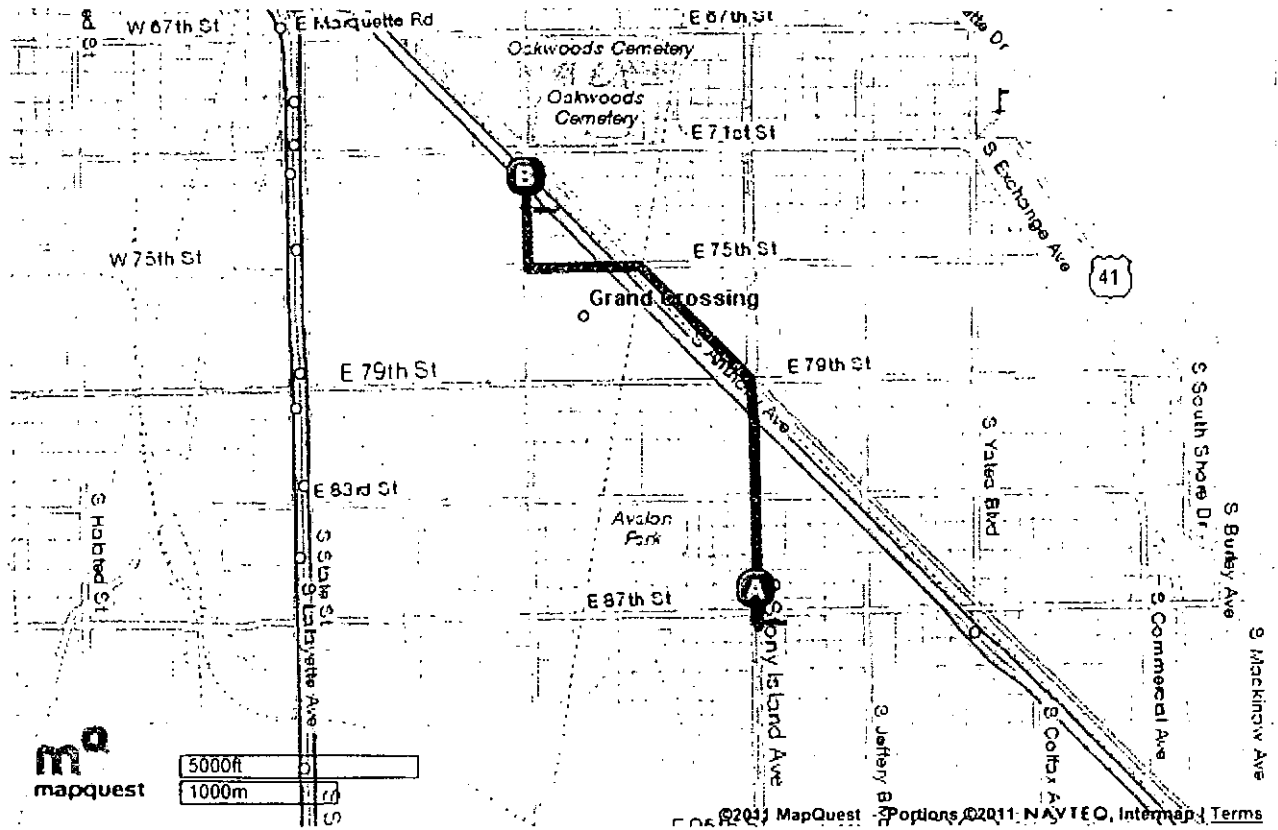 W 67th St
E Marquette Rd
E 67th St
Dr
Oakwoods Cemetery
Oakwoods
Cemetery
E 71st St
B
S Exchange Ave
W 75th St
E 75th St
41
Grand Crossing
E 79th St
S Anthony Ave
E 79th St
S South Shore Dr
S Yates Blvd
E 83rd St
S Halsted St
Avalon
Park
S Burley Ave
S State St
A
E 87th St
S Stony Island Ave
S Lafayette Ave
S Commercial Ave
S Mackinaw Ave
S Jeffery Blvd
S Colfax A
mq
mapquest
5000ft
1000m
©2011 MapQuest - Portions ©2011 NAVTEQ, Intermap | Terms